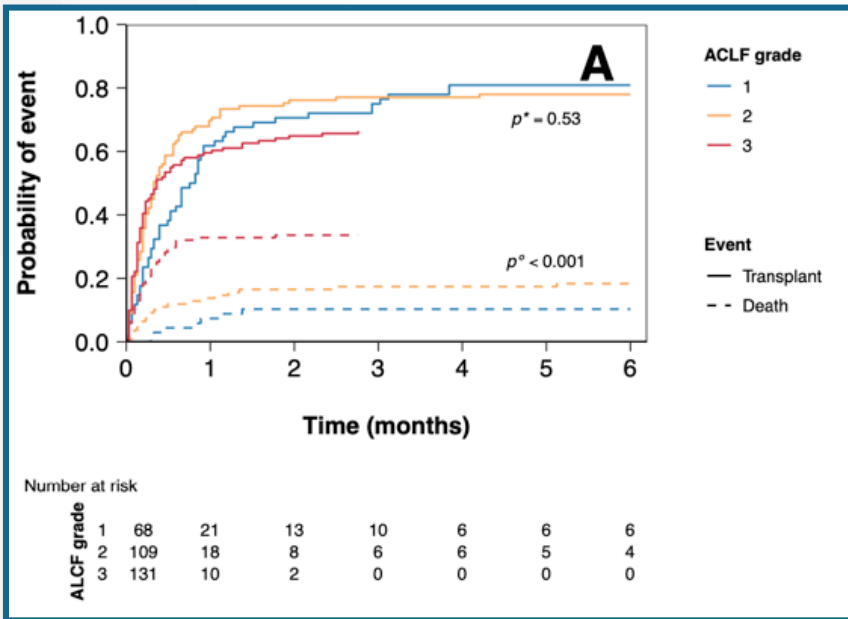 A
ACLF grade
1
2
3
Probability of event
1.0
0.8
0.6
0.4
0.2
0.0
p* = 0.53
p° < 0.001
Event
Transplant
Death
0 1 2 3 4 5 6
Time (months)
Number at risk
ALCF grade
1 68 21 13 10 6 6 6
2 109 18 8 6 6 5 4
3 131 10 2 0 0 0 0